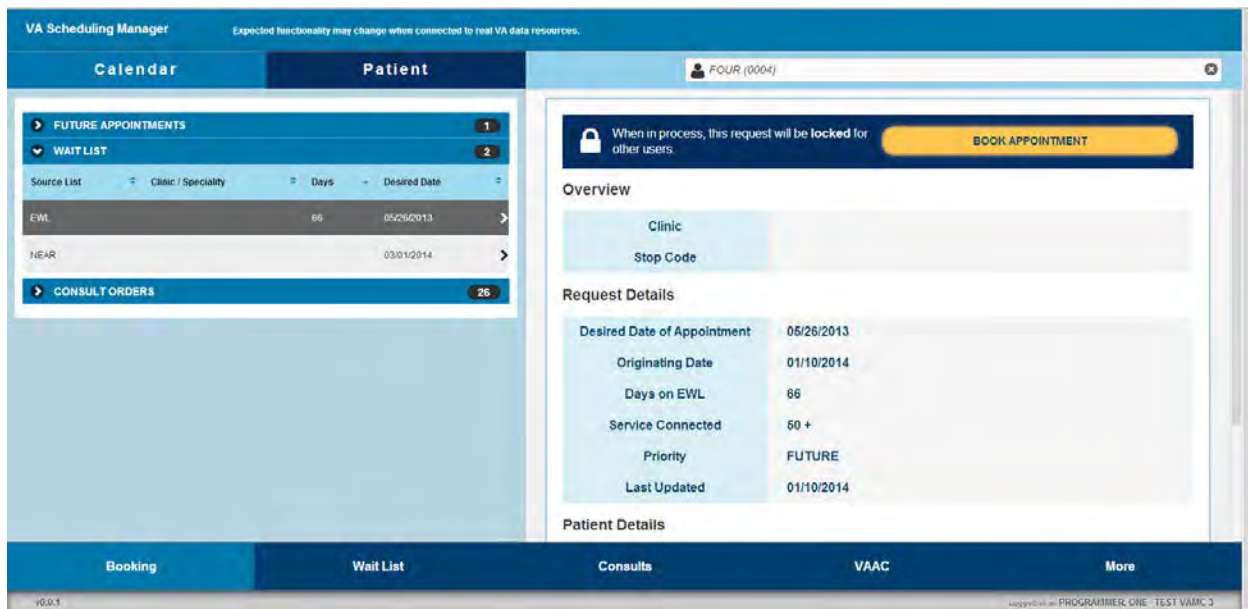 VA Scheduling Manager Expected functionality may change when connected to real VA data resources.
Calendar Patient FOUR (0004)
FUTURE APPOINTMENTS 1
WAIT LIST 2
Source List Clinic / Speciality Days Desired Date
EWL 66 05/26/2013
NEAR 03/01/2014
CONSULT ORDERS 26
When in process, this request will be locked for
other users.
BOOK APPOINTMENT
Overview
Clinic
Stop Code
Request Details
Desired Date of Appointment 05/26/2013
Originating Date 01/10/2014
Days on EWL 66
Service Connected 50 +
Priority FUTURE
Last Updated 01/10/2014
Patient Details
Booking Wait List Consults VAAC More
v0.0.1 PROGRAMMER, ONE - TEST VAMC 3